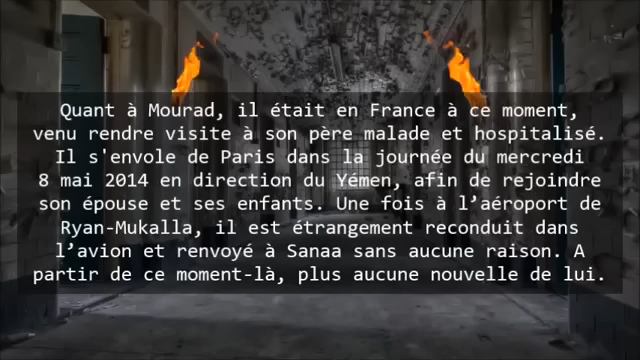 Quant à Mourad, il était en France à ce moment,
venu rendre visite à son père malade et hospitalisé.
Il s'envole de Paris dans la journée du mercredi
8 mai 2014 en direction du Yémen, afin de rejoindre
son épouse et ses enfants. Une fois à l’aéroport de
Ryan-Mukalla, il est étrangement reconduit dans
l’avion et renvoyé à Sanaa sans aucune raison. A
partir de ce moment-là, plus aucune nouvelle de lui.